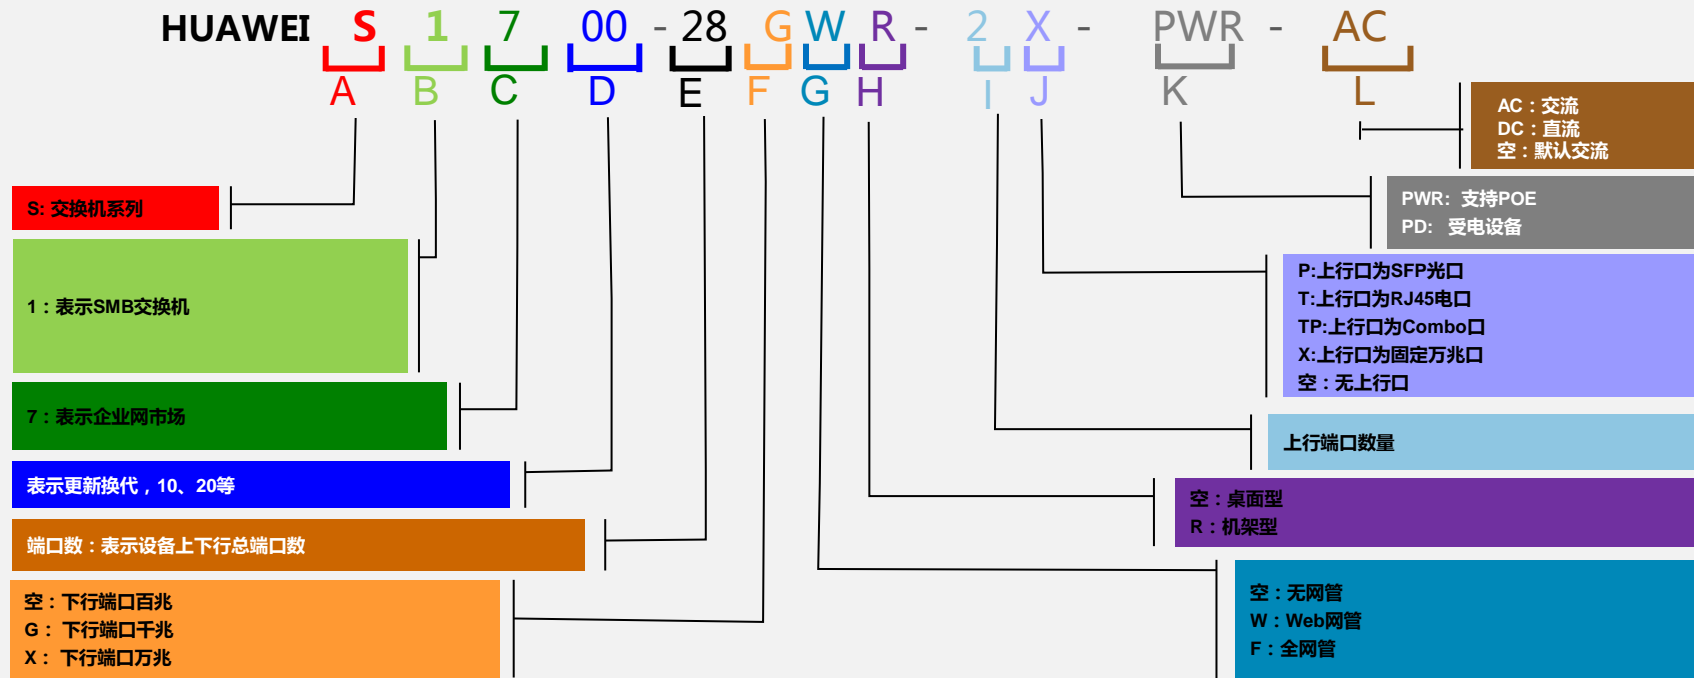 HUAWEI S 1 7 00 - 28 G W R - 2 X - PWR - AC
A B C D E F G H I J K L
AC：交流
DC：直流
空：默认交流
S: 交换机系列
PWR: 支持POE
PD: 受电设备
1：表示SMB交换机
P:上行口为SFP光口
T:上行口为RJ45电口
TP:上行口为Combo口
X:上行口为固定万兆口
空：无上行口
7：表示企业网市场
上行端口数量
表示更新换代，10、20等
空：桌面型
R：机架型
端口数：表示设备上下行总端口数
空：下行端口百兆
G： 下行端口千兆
X： 下行端口万兆
空：无网管
W：Web网管
F：全网管